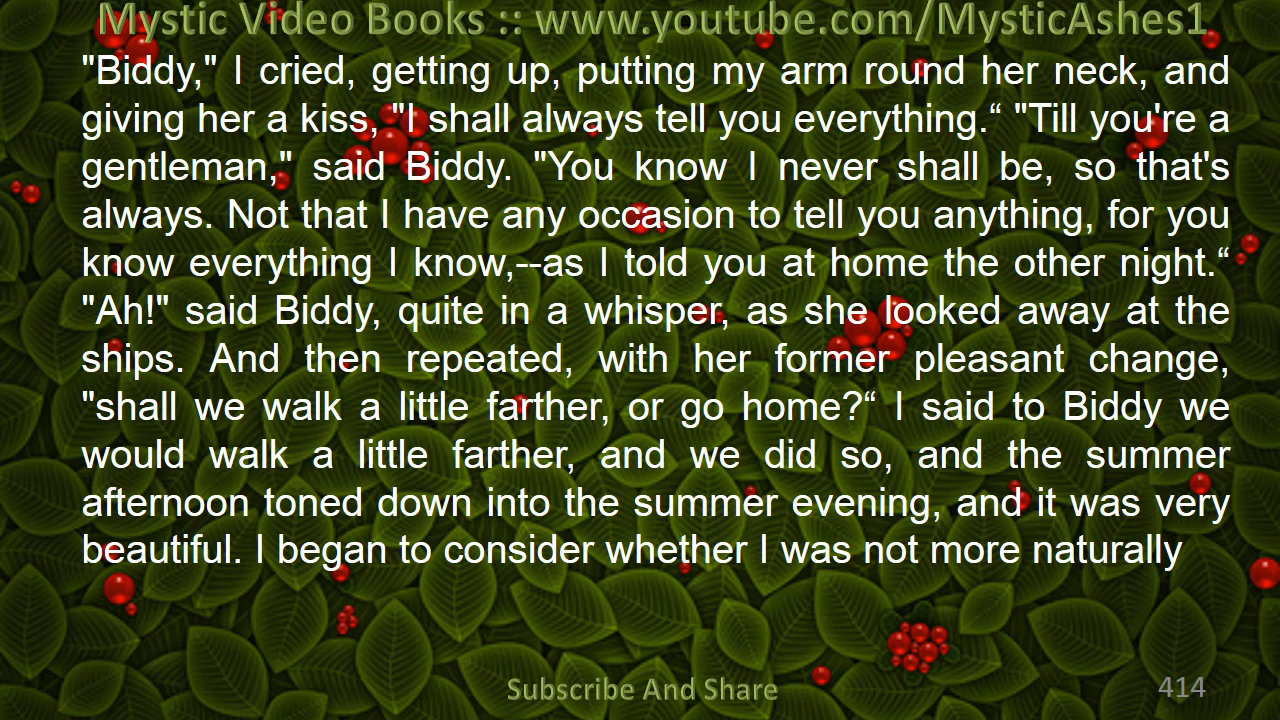 Mystic Video Books :: www.youtube.com/MysticAshes1
"Biddy," I cried, getting up, putting my arm round her neck, and
giving her a kiss, "I shall always tell you everything.“ "Till you're a
gentleman," said Biddy. "You know I never shall be, so that's
always. Not that I have any occasion to tell you anything, for you
know everything I know,--as I told you at home the other night.“
"Ah!" said Biddy, quite in a whisper, as she looked away at the
ships. And then repeated, with her former pleasant change,
"shall we walk a little farther, or go home?“ I said to Biddy we
would walk a little farther, and we did so, and the summer
afternoon toned down into the summer evening, and it was very
beautiful. I began to consider whether I was not more naturally
Subscribe And Share
414